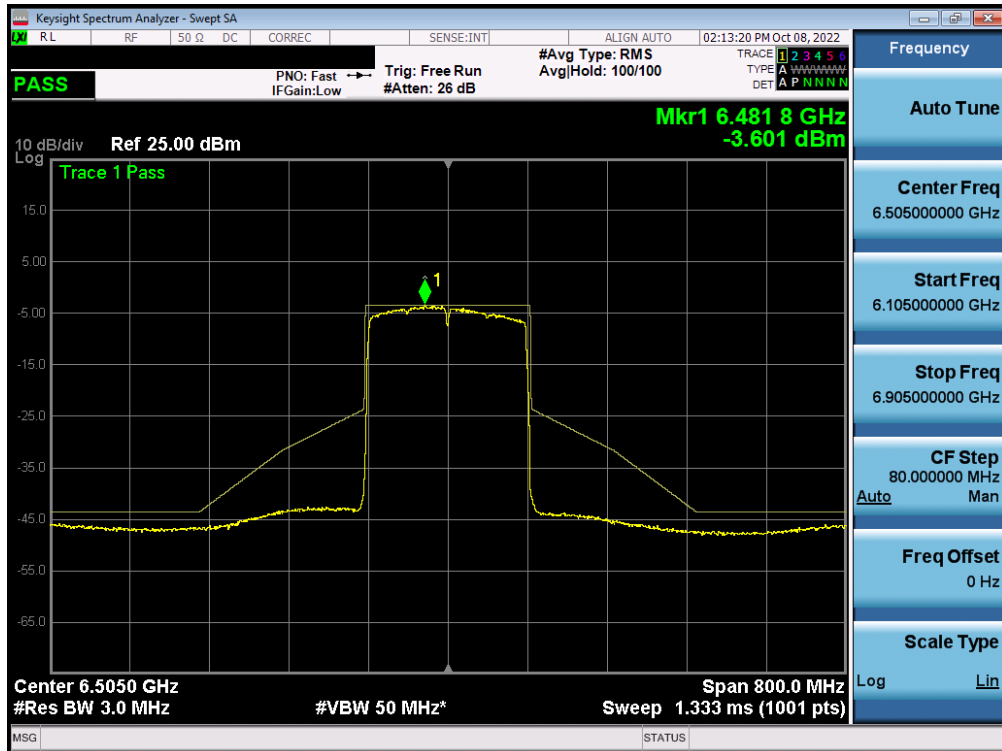 Keysight Spectrum Analyzer - Swept SA
LXI RL RF 50 Ω DC CORREC SENSE:INT ALIGN AUTO 02:13:20 PM Oct 08, 2022
PASS
PNO: Fast
IFGain:Low
Trig: Free Run
#Atten: 26 dB
#Avg Type: RMS
Avg|Hold: 100/100
TRACE 1 2 3 4 5 6
TYPE A WWWWW
DET A P N N N N
Mkr1 6.481 8 GHz
-3.601 dBm
10 dB/div Ref 25.00 dBm
Log
Trace 1 Pass
15.0
5.00
1
-5.00
-15.0
-25.0
-35.0
-45.0
-55.0
-65.0
Center 6.5050 GHz Span 800.0 MHz
#Res BW 3.0 MHz #VBW 50 MHz* Sweep 1.333 ms (1001 pts)
MSG STATUS
Frequency
Auto Tune
Center Freq
6.505000000 GHz
Start Freq
6.105000000 GHz
Stop Freq
6.905000000 GHz
CF Step
80.000000 MHz
Auto Man
Freq Offset
0 Hz
Scale Type
Log Lin